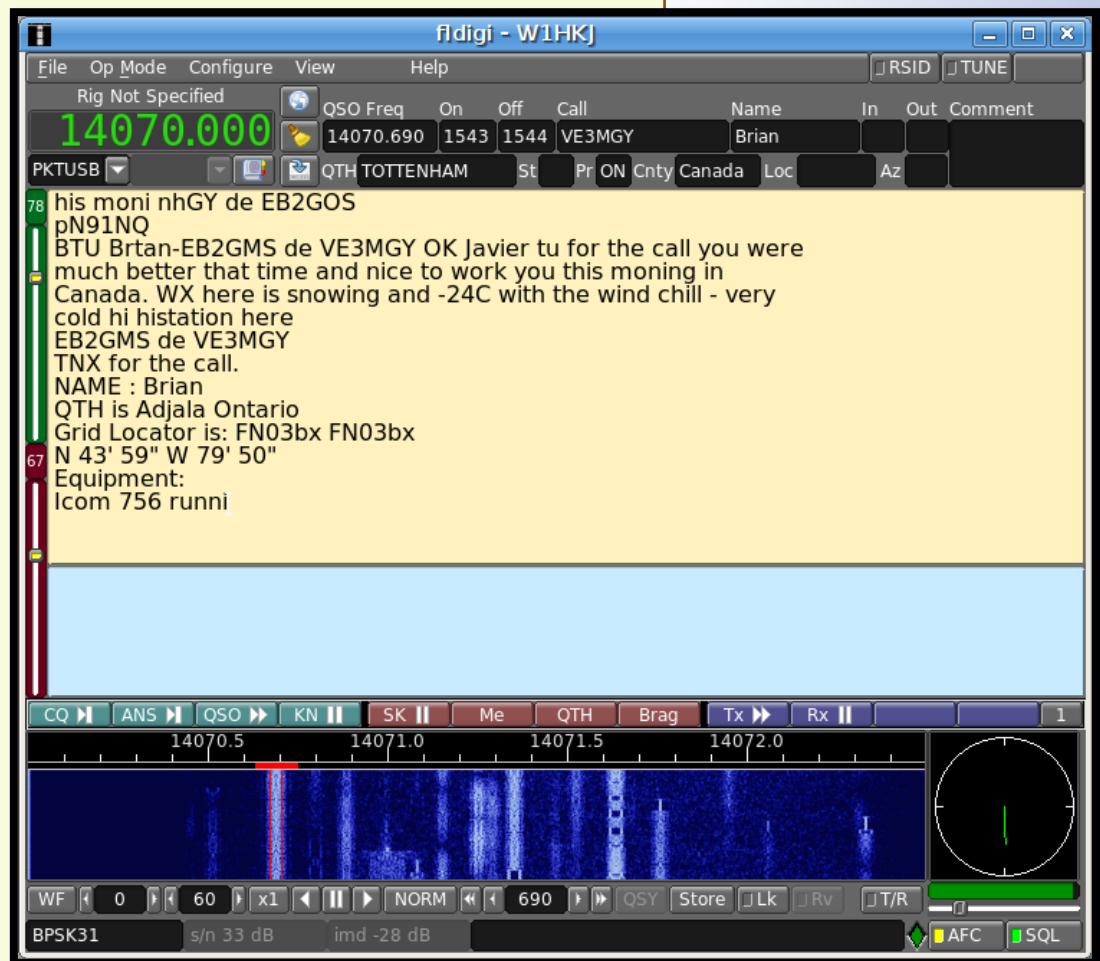 fldigi - W1HKJ
File Op Mode Configure View Help RSID TUNE
Rig Not Specified
QSO Freq On Off Call Name In Out Comment
14070.000 14070.690 1543 1544 VE3MGY Brian
PKTUSB QTH TOTTENHAM St Pr ON Cnty Canada Loc Az
78
his moni nhGY de EB2GOS
pN91NQ
BTU Brtan-EB2GMS de VE3MGY OK Javier tu for the call you were
much better that time and nice to work you this moning in
Canada. WX here is snowing and -24C with the wind chill - very
cold hi histation here
EB2GMS de VE3MGY
TNX for the call.
NAME : Brian
QTH is Adjala Ontario
Grid Locator is: FN03bx FN03bx
67
N 43' 59" W 79' 50"
Equipment:
Icom 756 runni
CQ ANS QSO KN SK Me QTH Brag Tx Rx 1
14070.5 14071.0 14071.5 14072.0
WF 0 60 x1 NORM 690 QSY Store Lk Rv T/R
BPSK31 s/n 33 dB imd -28 dB AFC SQL